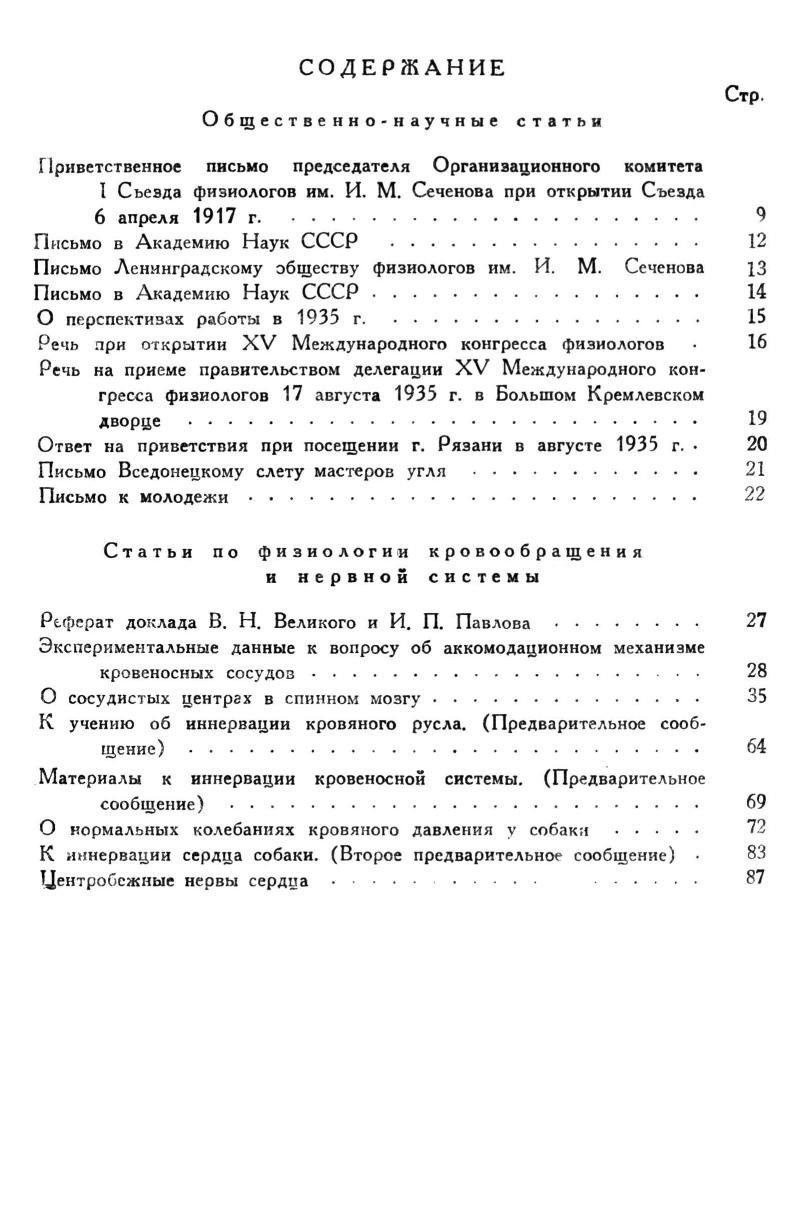 СОДЕРЖАНИЕ
Стр.
Общественно-научные статьи
Приветственное письмо председателя Организационного комитета
I Съезда физиологов им. И. М. Сеченова при открытии Съезда
6 апреля 1917 г. . . . . . . . . . . . . . . . . . . 9
Письмо в Академию Наук СССР . . . . . . . . . . . . . . 12
Письмо Ленинградскому обществу физиологов им. И. М. Сеченова 13
Письмо в Академию Наук СССР . . . . . . . . . . . . . . 14
О перспективах работы в 1935 г. . . . . . . . . . . . . . 15
Речь при открытии XV Международного конгресса физиологов . 16
Речь на приеме правительством делегации XV Международного кон-
гресса физиологов 17 августа 1935 г. в Большом Кремлевском
дворце . . . . . . . . . . . . . . . . . . . . 19
Ответ на приветствия при посещении г. Рязани в августе 1935 г. . 20
Письмо Вседонецкому слету мастеров угля . . . . . . . . . 21
Письмо к молодежи . . . . . . . . . . . . . . . . . . 22
Статьи по физиологии кровообращения
и нервной системы
Реферат доклада В. Н. Великого и И. П. Павлова . . . . . . 27
Экспериментальные данные к вопросу об аккомодационном механизме
кровеносных сосудов . . . . . . . . . . . . . . . . 28
О сосудистых центрах в спинном мозгу . . . . . . . . . . . 35
К учению об иннервации кровяного русла. (Предварительное сооб-
щение) . . . . . . . . . . . . . . . . . . . . 64
Материалы к иннервации кровеносной системы. (Предварительное
сообщение) . . . . . . . . . . . . . . . . . . 69
О нормальных колебаниях кровяного давления у собаки . . . . . 72
К иннервации сердца собаки. (Второе предварительное сообщение) . 83
Центробежные нервы сердца . . . . . . . . . . . . . . 87